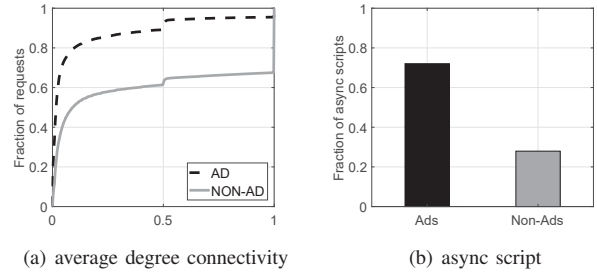 Fraction of requests
1
0.8
0.6
0.4
0.2
0
0
0.5
1
AD
NON-AD
(a) average degree connectivity
Fraction of async scripts
1
0.8
0.6
0.4
0.2
0
Ads
Non-Ads
(b) async script